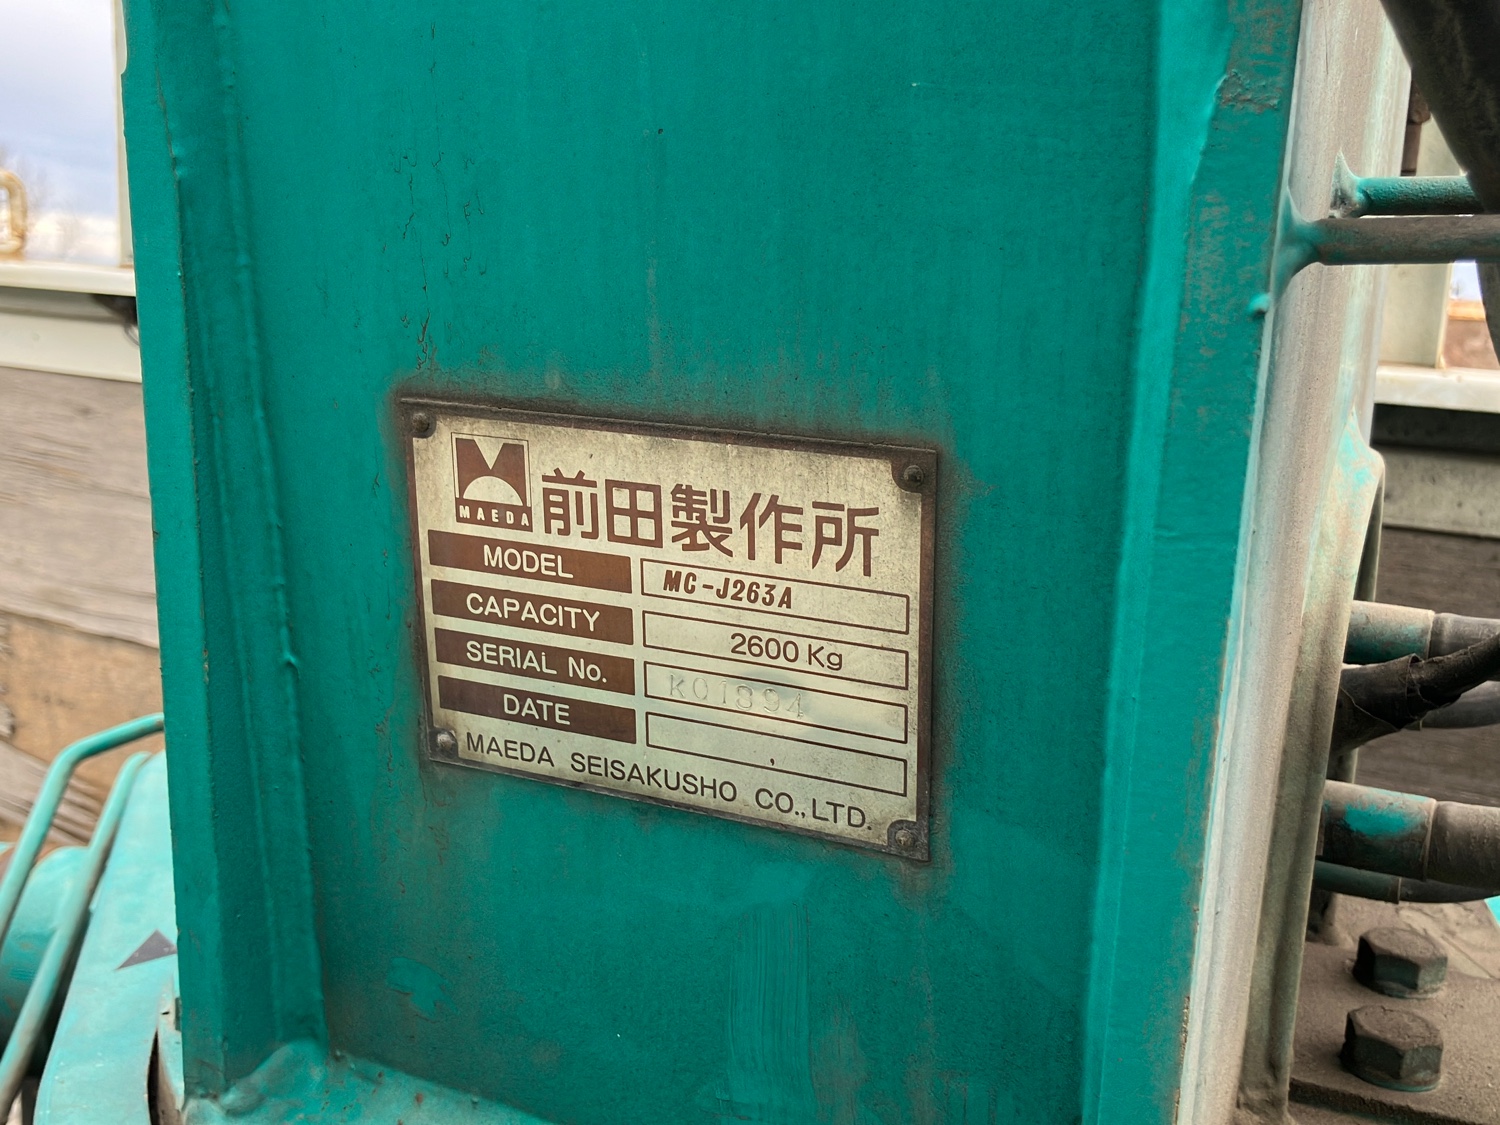 MAEDA
前田製作所
MODEL MC-J263A
CAPACITY 2600 Kg
SERIAL No. K01894
DATE
MAEDA SEISAKUSHO CO., LTD.